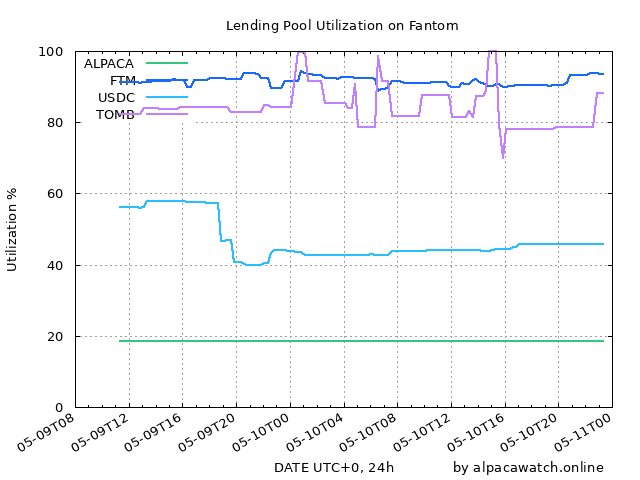 Lending Pool Utilization on Fantom
Utilization %
100
80
60
40
20
0
ALPACA
FTM
USDC
TOMB
05-09T08
05-09T12
05-09T16
05-09T20
05-10T00
05-10T04
05-10T08
05-10T12
05-10T16
05-10T20
05-11T00
DATE UTC+0, 24h
by alpacawatch.online